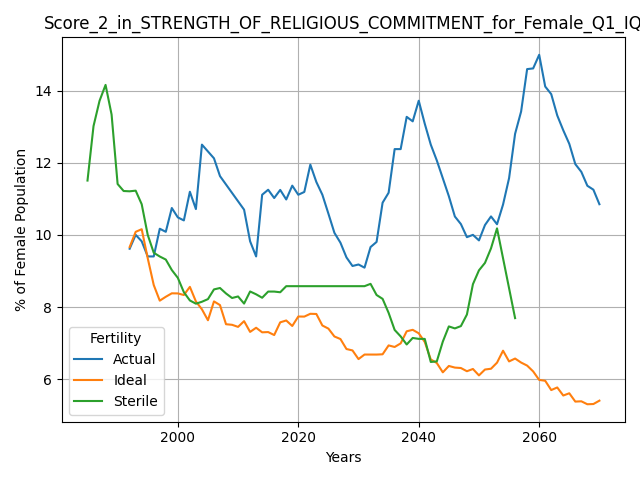 Score_2_in_STRENGTH_OF_RELIGIOUS_COMMITMENT_for_Female_Q1_IQ
% of Female Population
14
12
10
8
6
Fertility
Actual
Ideal
Sterile
2000
2020
2040
2060
Years